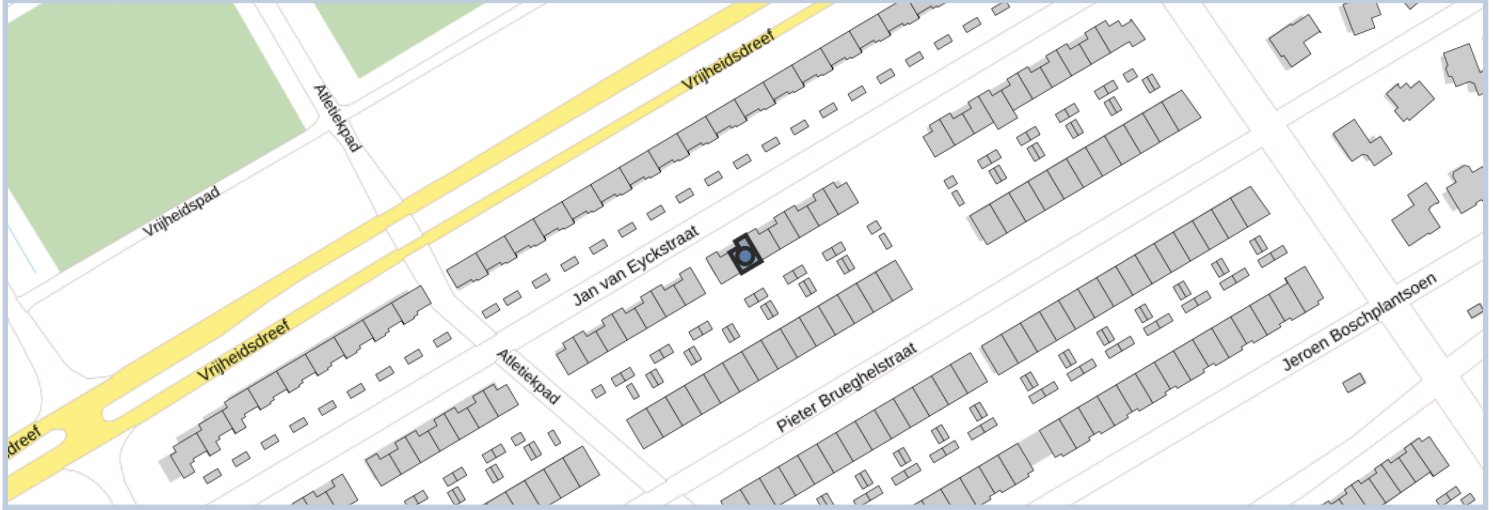 Vrijheidsdreef
Atletiekpad
Vrijheidspad
Jan van Eyckstraat
Vrijheidsdreef
Atletiekpad
Jeroen Boschplantsoen
Pieter Brueghelstraat
dreef